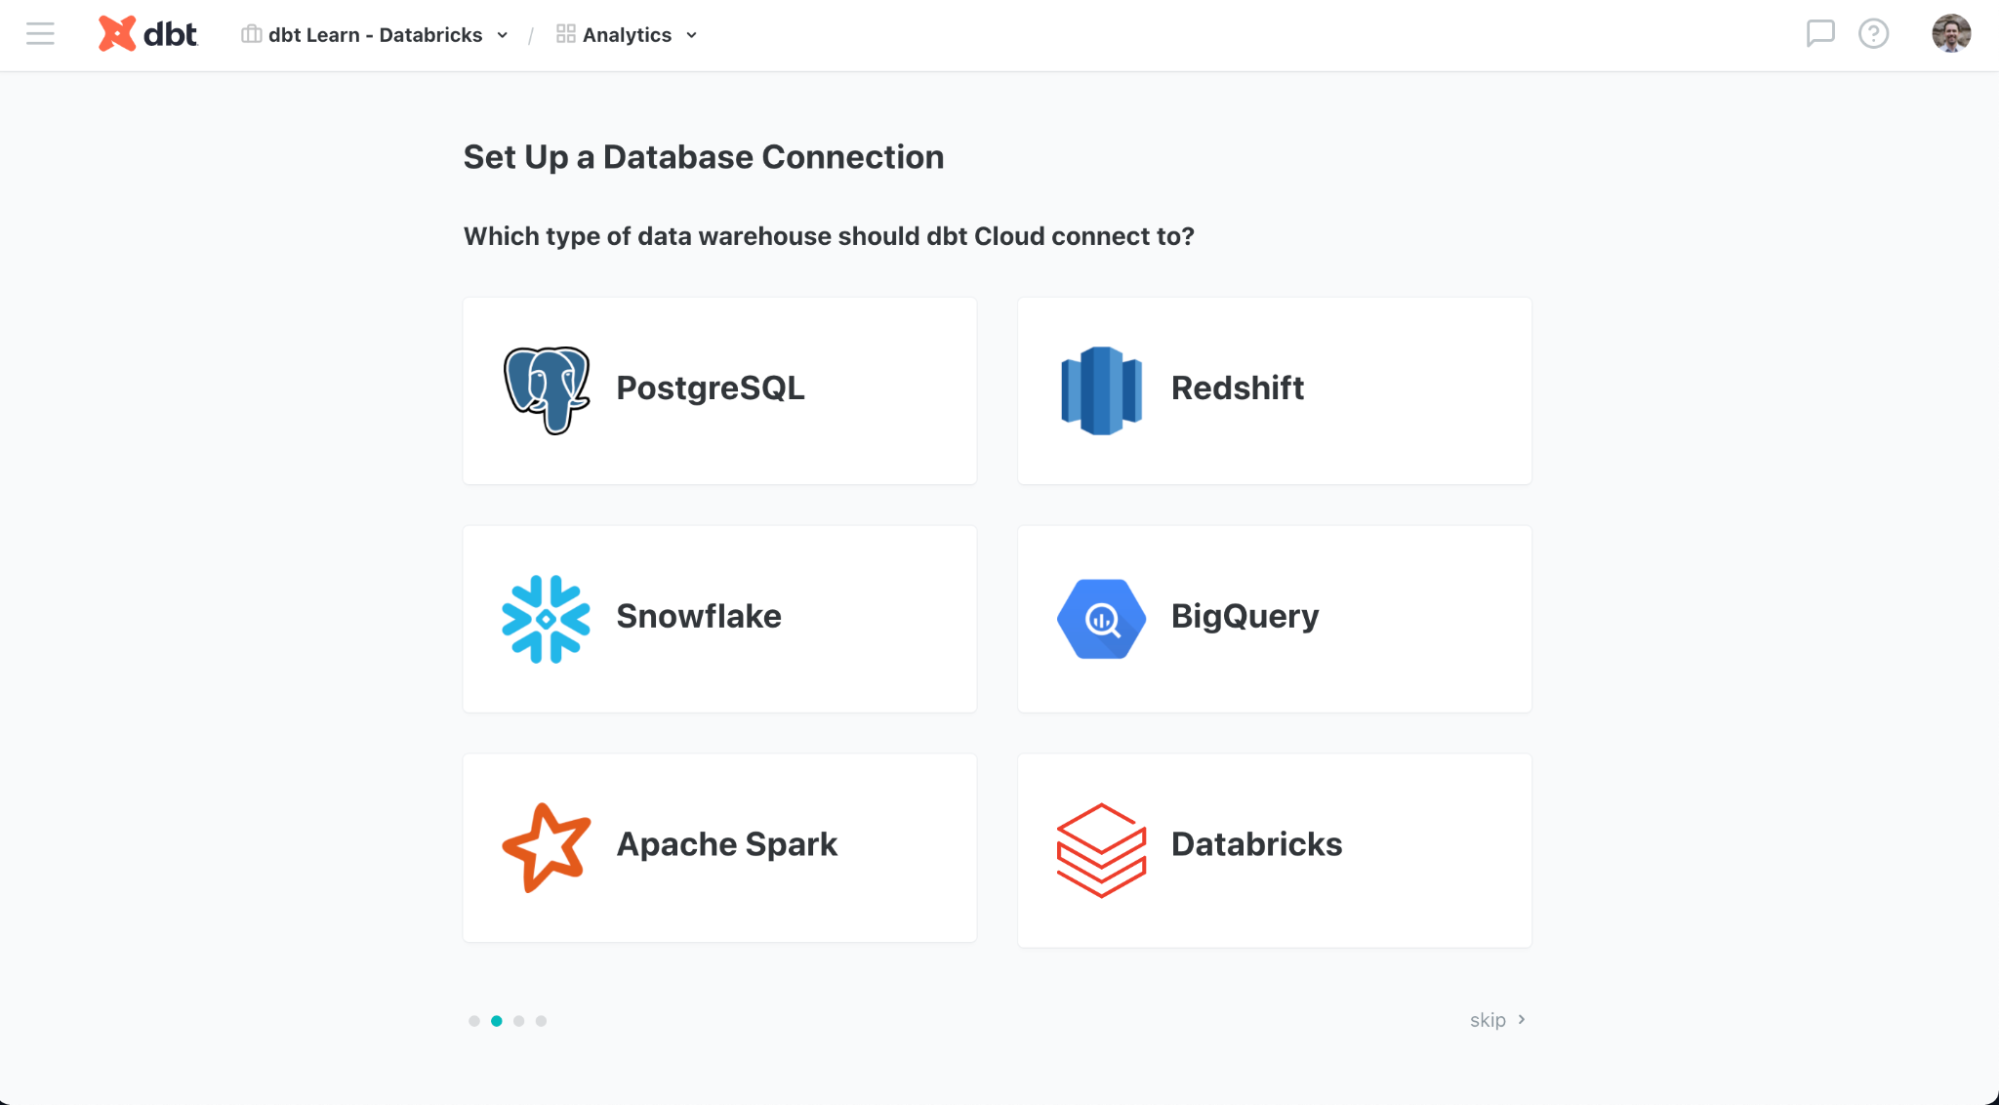 dbt dbt Learn - Databricks / Analytics
Set Up a Database Connection
Which type of data warehouse should dbt Cloud connect to?
PostgreSQL
Redshift
Snowflake
BigQuery
Apache Spark
Databricks
skip